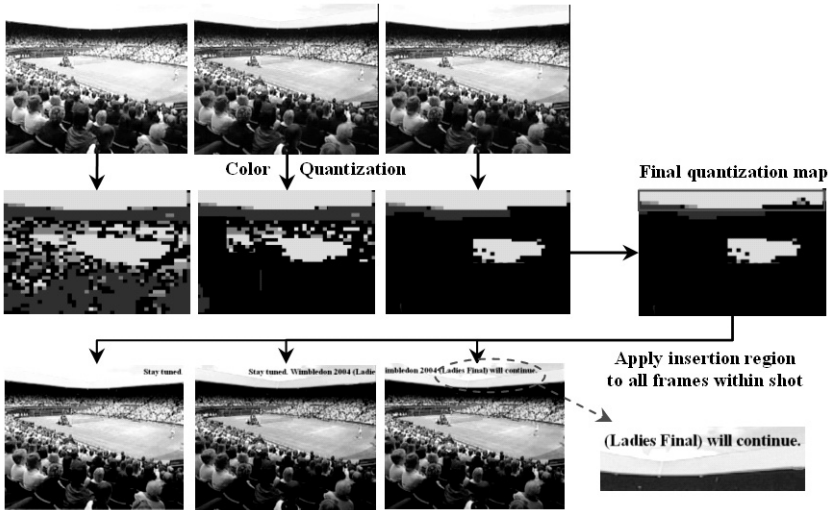 Color Quantization
Final quantization map
Apply insertion region
to all frames within shot
Stay tuned
Stay tuned. Wimbledon 2004 (Ladie
imbledon 2004 (Ladies Final) will continue.
(Ladies Final) will continue.